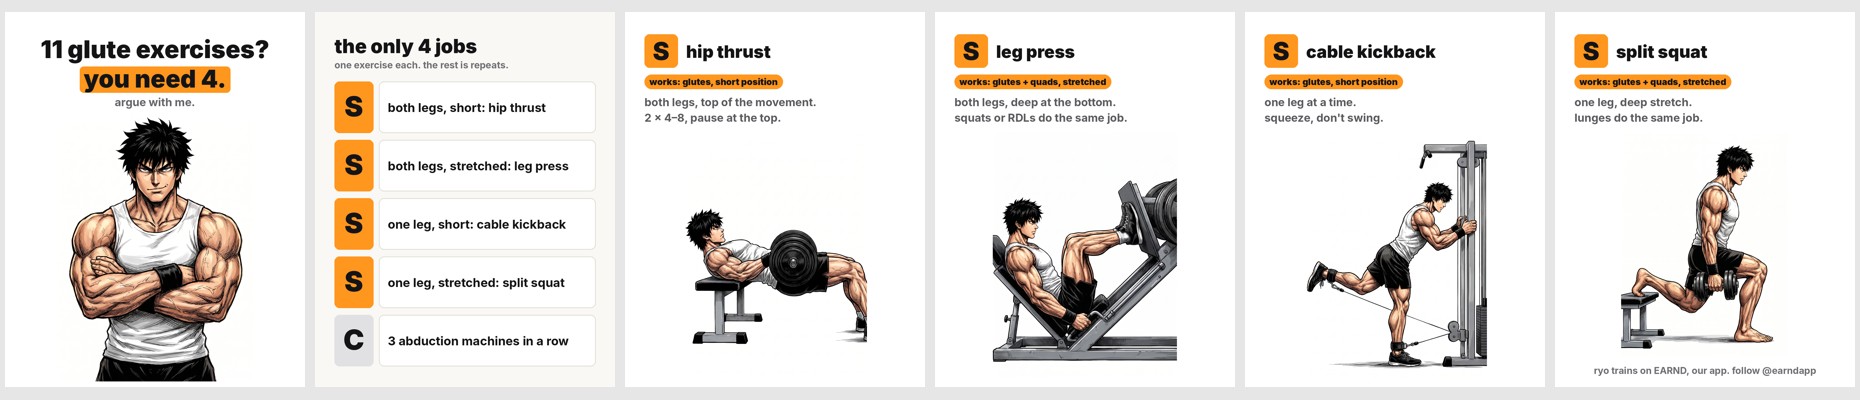 11 glute exercises?
you need 4.
argue with me.
the only 4 jobs
one exercise each. the rest is repeats.
S
both legs, short: hip thrust
S
both legs, stretched: leg press
S
one leg, short: cable kickback
S
one leg, stretched: split squat
C
3 abduction machines in a row
S hip thrust
works: glutes, short position
both legs, top of the movement.
2 × 4–8, pause at the top.
S leg press
works: glutes + quads, stretched
both legs, deep at the bottom.
squats or RDLs do the same job.
S cable kickback
works: glutes, short position
one leg at a time.
squeeze, don't swing.
S split squat
works: glutes + quads, stretched
one leg, deep stretch.
lunges do the same job.
ryo trains on EARND, our app. follow @earndapp